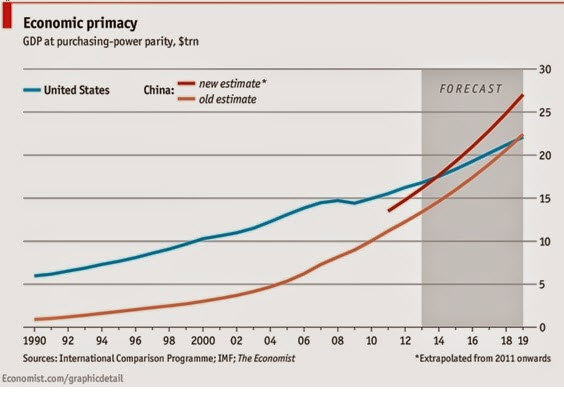 Economic primacy
GDP at purchasing-power parity, $trn
United States
China:
new estimate*
old estimate
FORECAST
30
25
20
15
10
5
0
1990 92 94 96 98 2000 02 04 06 08 10 12 14 16 18 19
Sources: International Comparison Programme; IMF; The Economist
*Extrapolated from 2011 onwards
Economist.com/graphicdetail